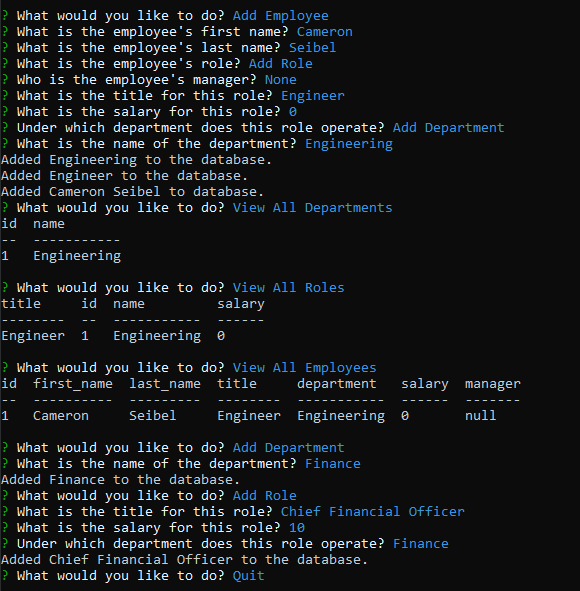 ? What would you like to do? Add Employee
? What is the employee's first name? Cameron
? What is the employee's last name? Seibel
? What is the employee's role? Add Role
? Who is the employee's manager? None
? What is the title for this role? Engineer
? What is the salary for this role? 0
? Under which department does this role operate? Add Department
? What is the name of the department? Engineering
Added Engineering to the database.
Added Engineer to the database.
Added Cameron Seibel to database.
? What would you like to do? View All Departments
id  name
--  -----------
1   Engineering

? What would you like to do? View All Roles
title     id  name         salary
--------  --  -----------  ------
Engineer  1   Engineering  0

? What would you like to do? View All Employees
id  first_name  last_name  title     department   salary  manager
--  ----------  ---------  --------  -----------  ------  -------
1   Cameron     Seibel     Engineer  Engineering  0       null

? What would you like to do? Add Department
? What is the name of the department? Finance
Added Finance to the database.
? What would you like to do? Add Role
? What is the title for this role? Chief Financial Officer
? What is the salary for this role? 10
? Under which department does this role operate? Finance
Added Chief Financial Officer to the database.
? What would you like to do? Quit